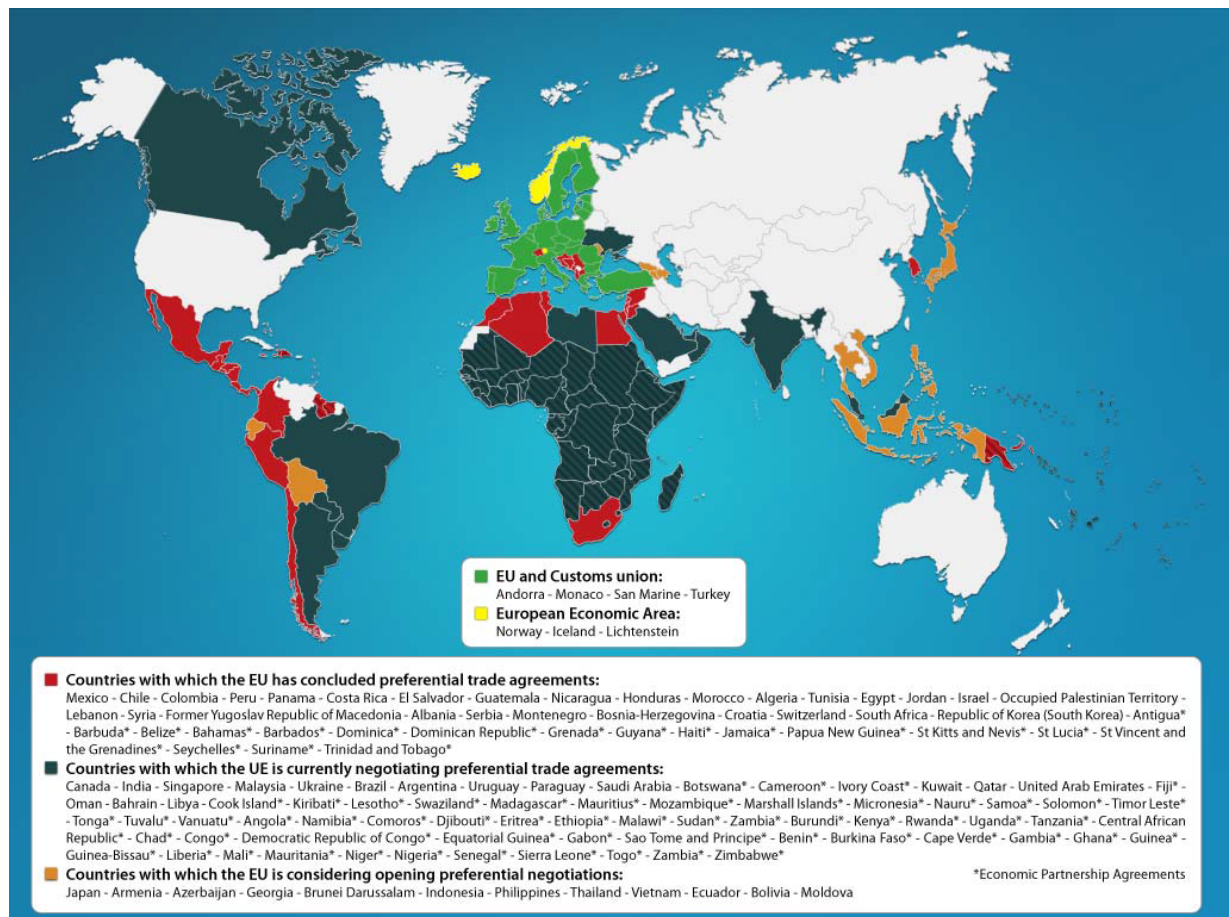 EU and Customs union:
Andorra - Monaco - San Marine - Turkey
European Economic Area:
Norway - Iceland - Lichtenstein
Countries with which the EU has concluded preferential trade agreements:
Mexico - Chile - Colombia - Peru - Panama - Costa Rica - El Salvador - Guatemala - Nicaragua - Honduras - Morocco - Algeria - Tunisia - Egypt - Jordan - Israel - Occupied Palestinian Territory -
Lebanon - Syria - Former Yugoslav Republic of Macedonia - Albania - Serbia - Montenegro - Bosnia-Herzegovina - Croatia - Switzerland - South Africa - Republic of Korea (South Korea) - Antigua*
- Barbuda* - Belize* - Bahamas* - Barbados* - Dominica* - Dominican Republic* - Grenada* - Guyana* - Haiti* - Jamaica* - Papua New Guinea* - St Kitts and Nevis* - St Lucia* - St Vincent and
the Grenadines* - Seychelles* - Suriname* - Trinidad and Tobago*
Countries with which the UE is currently negotiating preferential trade agreements:
Canada - India - Singapore - Malaysia - Ukraine - Brazil - Argentina - Uruguay - Paraguay - Saudi Arabia - Botswana* - Cameroon* - Ivory Coast* - Kuwait - Qatar - United Arab Emirates - Fiji* -
Oman - Bahrain - Libya - Cook Island* - Kiribati* - Lesotho* - Swaziland* - Madagascar* - Mauritius* - Mozambique* - Marshall Islands* - Micronesia* - Nauru* - Samoa* - Solomon* - Timor Leste*
- Tonga* - Tuvalu* - Vanuatu* - Angola* - Namibia* - Comoros* - Djibouti* - Eritrea* - Ethiopia* - Malawi* - Sudan* - Zambia* - Burundi* - Kenya* - Rwanda* - Uganda* - Tanzania* - Central African
Republic* - Chad* - Congo* - Democratic Republic of Congo* - Equatorial Guinea* - Gabon* - Sao Tome and Principe* - Benin* - Burkina Faso* - Cape Verde* - Gambia* - Ghana* - Guinea* -
Guinea-Bissau* - Liberia* - Mali* - Mauritania* - Niger* - Nigeria* - Senegal* - Sierra Leone* - Togo* - Zambia* - Zimbabwe*
Countries with which the EU is considering opening preferential negotiations:
*Economic Partnership Agreements
Japan - Armenia - Azerbaijan - Georgia - Brunei Darussalam - Indonesia - Philippines - Thailand - Vietnam - Ecuador - Bolivia - Moldova